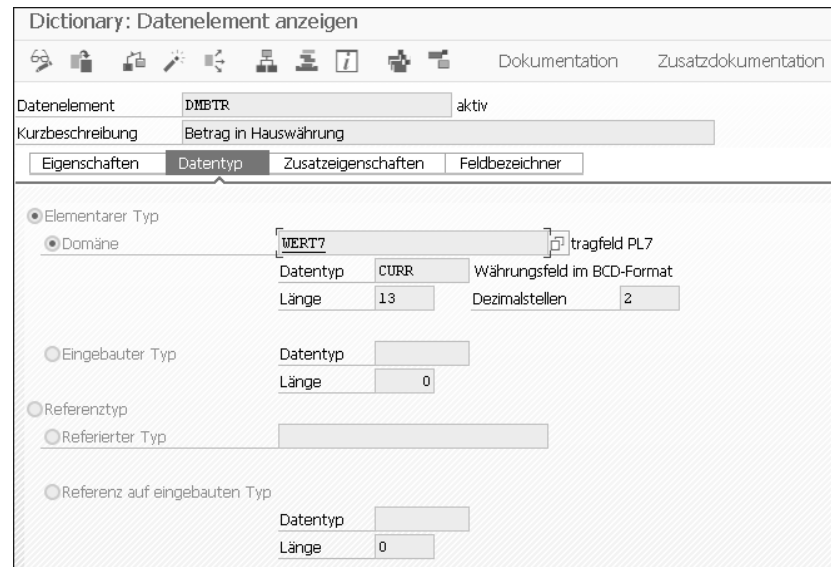 Dictionary: Datenelement anzeigen
Dokumentation Zusatzdokumentation
Datenelement DMBTR aktiv
Kurzbeschreibung Betrag in Hauswährung
Eigenschaften Datentyp Zusatzeigenschaften Feldbezeichner
Elementarer Typ
Domäne WERT7 tragfeld PL7
Datentyp CURR Währungsfeld im BCD-Format
Länge 13 Dezimalstellen 2
Eingebauter Typ Datentyp
Länge 0
Referenztyp
Referierter Typ
Referenz auf eingebauten Typ
Datentyp
Länge 0